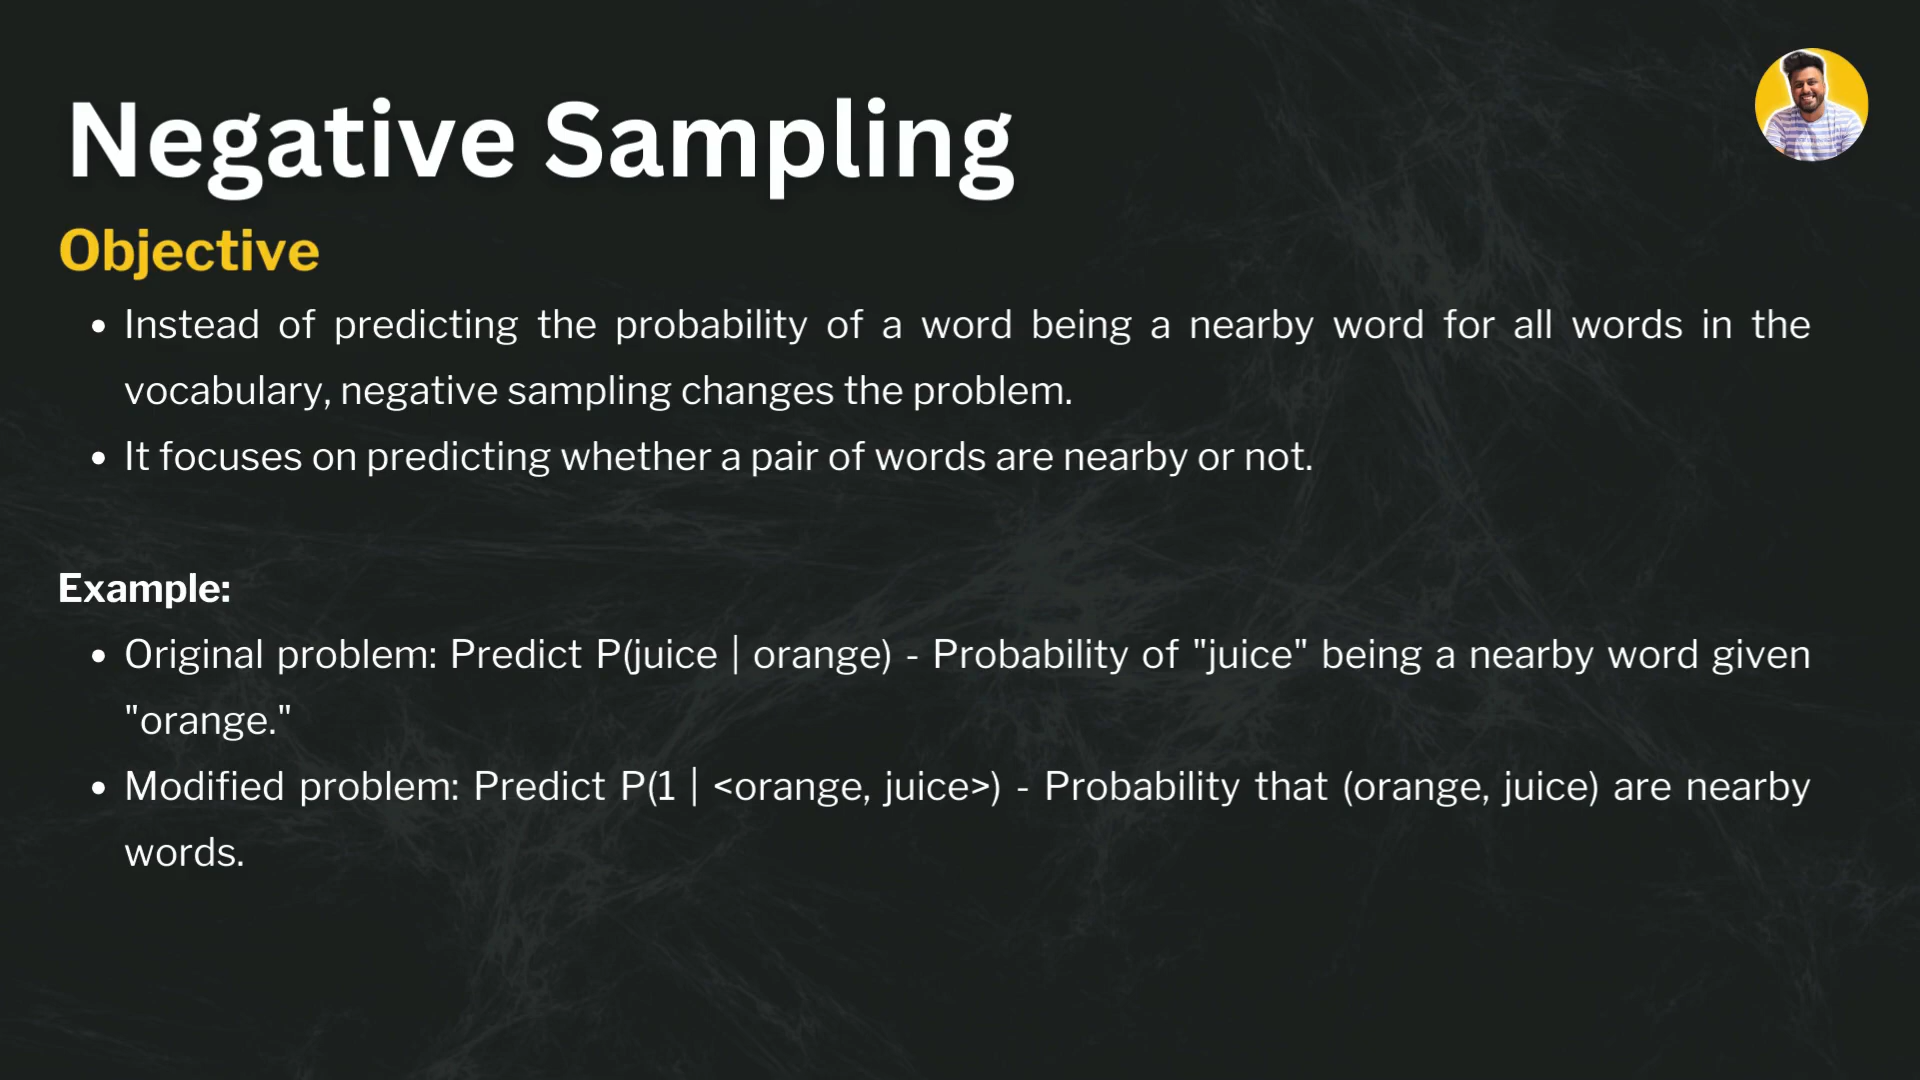 Negative Sampling
Objective
• Instead of predicting the probability of a word being a nearby word for all words in the
vocabulary, negative sampling changes the problem.
• It focuses on predicting whether a pair of words are nearby or not.
Example:
• Original problem: Predict P(juice | orange) - Probability of "juice" being a nearby word given
"orange."
• Modified problem: Predict P(1 | <orange, juice>) - Probability that (orange, juice) are nearby
words.